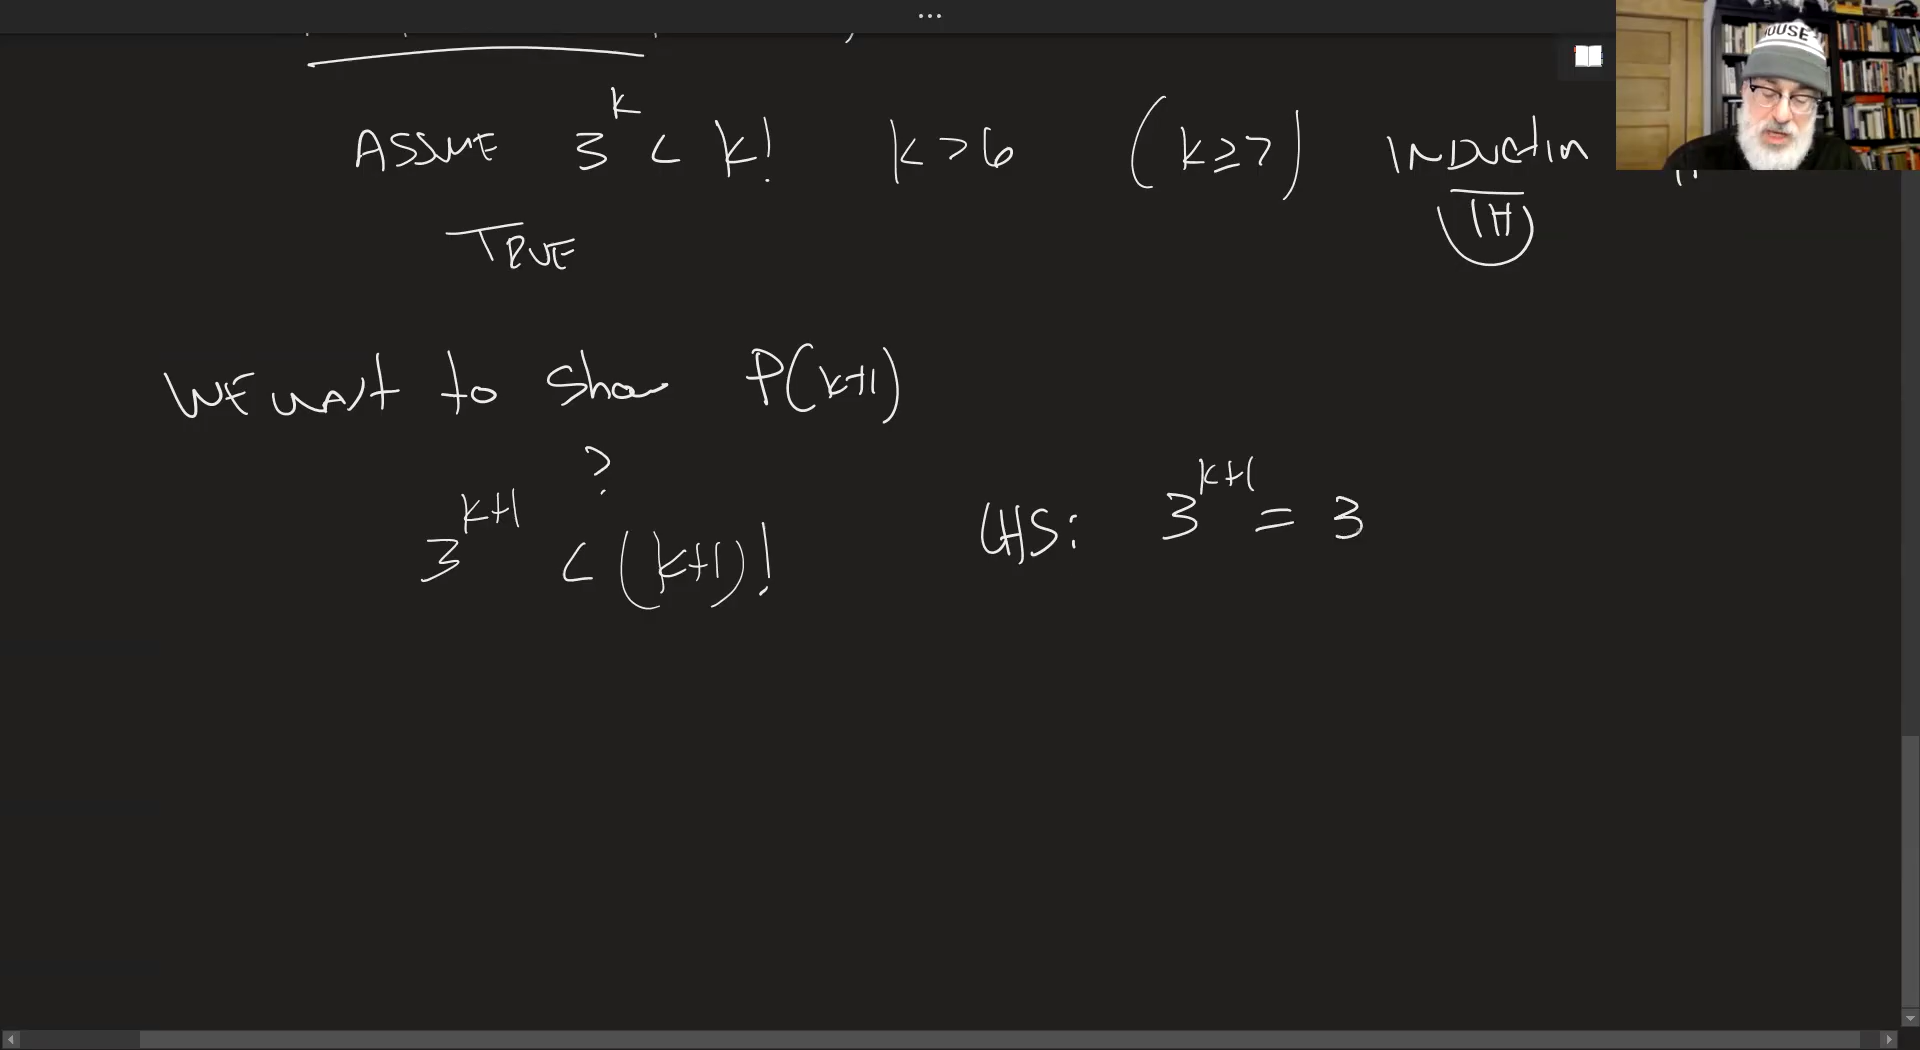 ASSUME 3^k < k! k > 6 (k ≥ 7) INDUCTION
TRUE
IH
WE WANT to Show P(k+1)
?
3^{k+1} < (k+1)!
LHS: 3^{k+1} = 3
OUSE